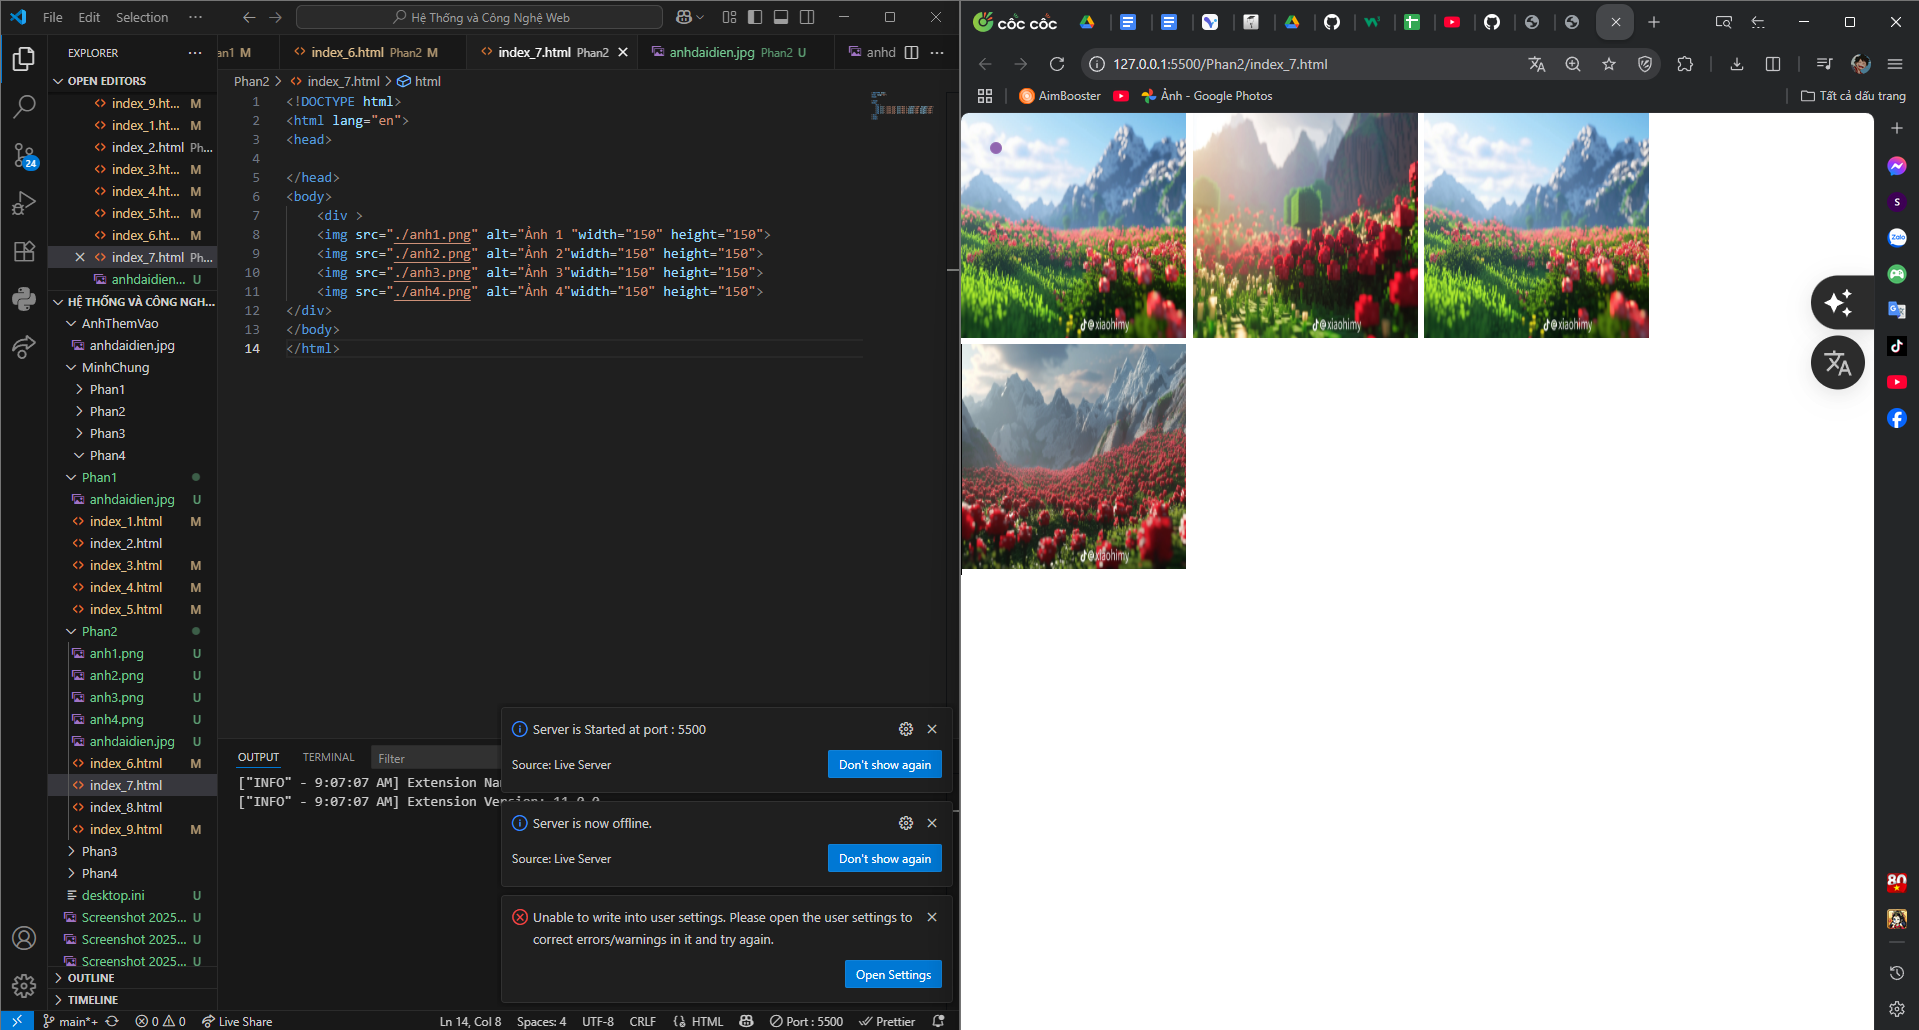 File Edit Selection ···
Hệ Thống và Công Nghệ Web
EXPLORER
OPEN EDITORS
index_9.ht... M
index_1.ht... M
index_2.html Ph...
index_3.ht... M
index_4.ht... M
index_5.ht... M
index_6.ht... M
index_7.html Ph...
anhdaidien... U
HỆ THỐNG VÀ CÔNG NGH...
AnhThemVao
anhdaidien.jpg
MinhChung
Phan1
Phan2
Phan3
Phan4
Phan1
anhdaidien.jpg U
index_1.html M
index_2.html
index_3.html M
index_4.html M
index_5.html M
Phan2
anh1.png U
anh2.png U
anh3.png U
anh4.png U
anhdaidien.jpg U
index_6.html M
index_7.html
index_8.html
index_9.html M
Phan3
Phan4
desktop.ini U
Screenshot 2025... U
Screenshot 2025... U
Screenshot 2025... U
OUTLINE
TIMELINE
24
an1 M
index_6.html Phan2 M
index_7.html Phan2
anhdaidien.jpg Phan2 U
anhd
Phan2 > index_7.html > html
1 <!DOCTYPE html>
2 <html lang="en">
3 <head>
4
5 </head>
6 <body>
7 <div >
8 <img src="./anh1.png" alt="Ảnh 1 "width="150" height="150">
9 <img src="./anh2.png" alt="Ảnh 2"width="150" height="150">
10 <img src="./anh3.png" alt="Ảnh 3"width="150" height="150">
11 <img src="./anh4.png" alt="Ảnh 4"width="150" height="150">
12 </div>
13 </body>
14 </html>
OUTPUT TERMINAL Filter
["INFO" - 9:07:07 AM] Extension Na
["INFO" - 9:07:07 AM] Extension Version: 11.0.0
Server is Started at port : 5500
Source: Live Server
Don't show again
Server is now offline.
Source: Live Server
Don't show again
Unable to write into user settings. Please open the user settings to
correct errors/warnings in it and try again.
Open Settings
main*+ 0 0 Live Share
Ln 14, Col 8 Spaces: 4 UTF-8 CRLF {} HTML Port : 5500 Prettier
cốc cốc
127.0.0.1:5500/Phan2/index_7.html
AimBooster
Ảnh - Google Photos
Tất cả dấu trang
@xiaohimy
@xiaohimy
@xiaohimy
@xiaohimy
S
Zalo
80